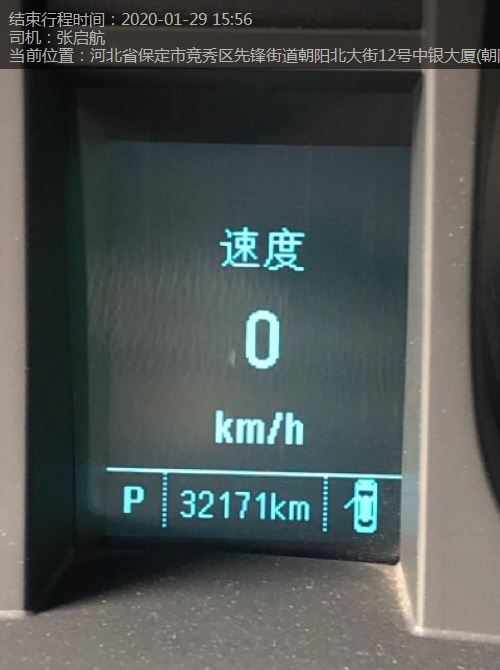 结束行程时间：2020-01-29 15:56
司机：张启航
当前位置：河北省保定市竞秀区先锋街道朝阳北大街12号中银大厦(朝阳
速度
0
km/h
P 32171km